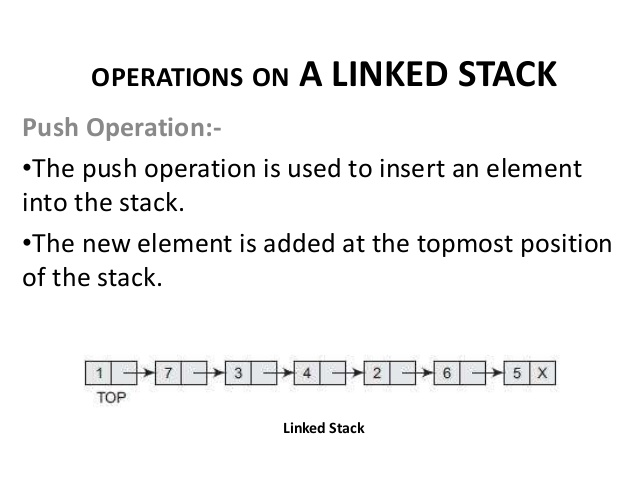 OPERATIONS ON A LINKED STACK
Push Operation:-
•The push operation is used to insert an element
into the stack.
•The new element is added at the topmost position
of the stack.
1 7 3 4 2 6 5 X
TOP
Linked Stack